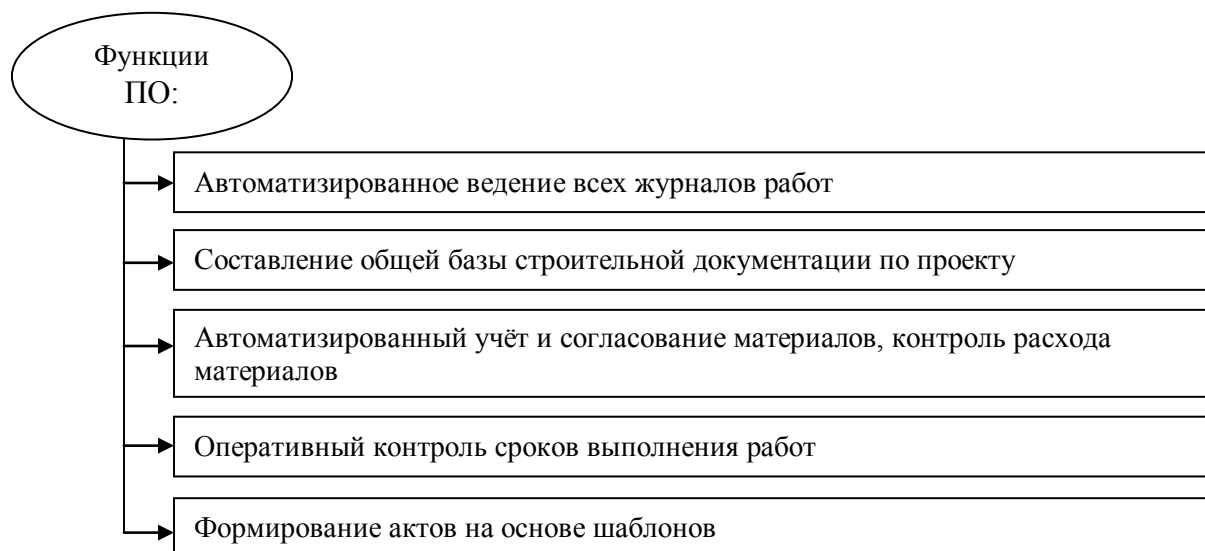 Функции
ПО:
Автоматизированное ведение всех журналов работ
Составление общей базы строительной документации по проекту
Автоматизированный учёт и согласование материалов, контроль расхода
материалов
Оперативный контроль сроков выполнения работ
Формирование актов на основе шаблонов